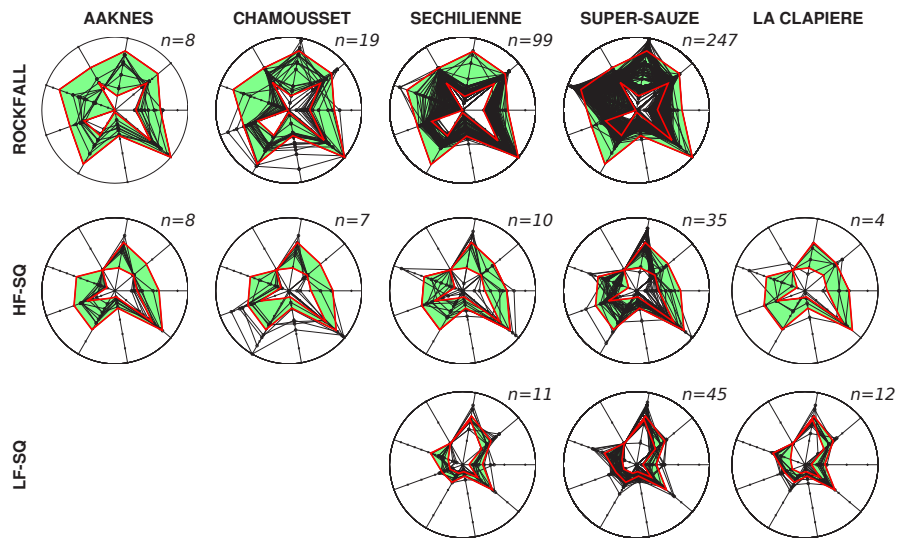 AAKNES CHAMOUSSET SECHILIENNE SUPER-SAUZE LA CLAPIERE
ROCKFALL
n=8 n=19 n=99 n=247
HF-SQ
n=8 n=7 n=10 n=35 n=4
LF-SQ
n=11 n=45 n=12